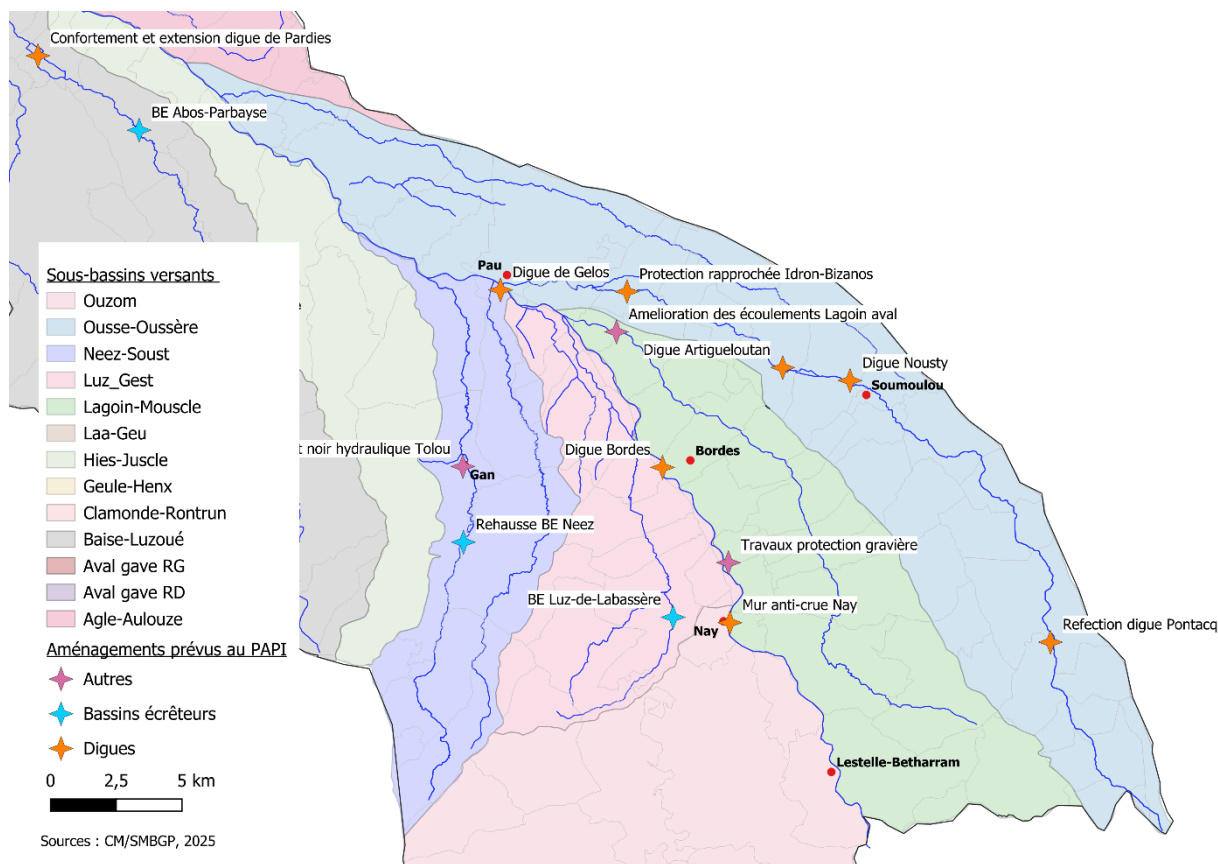 Confortement et extension digue de Pardies
BE Abos-Parbayse
Pau
Digue de Gelos
Protection rapprochée Idron-Bizanos
Amelioration des écoulements Lagoin aval
Digue Artigueloutan
Digue Nousty
Soumoulou
t noir hydraulique Tolou
Gan
Digue Bordes
Bordes
Rehausse BE Neez
Travaux protection gravière
BE Luz-de-Labassère
Mur anti-crue Nay
Nay
Refection digue Pontacq
Lestelle-Betharram
Sous-bassins versants
Ouzom
Ousse-Oussère
Neez-Soust
Luz_Gest
Lagoin-Mouscle
Laa-Geu
Hies-Juscle
Geule-Henx
Clamonde-Rontrun
Baise-Luzoué
Aval gave RG
Aval gave RD
Agle-Aulouze
Aménagements prévus au PAPI
Autres
Bassins écrêteurs
Digues
0 2,5 5 km
Sources : CM/SMBGP, 2025